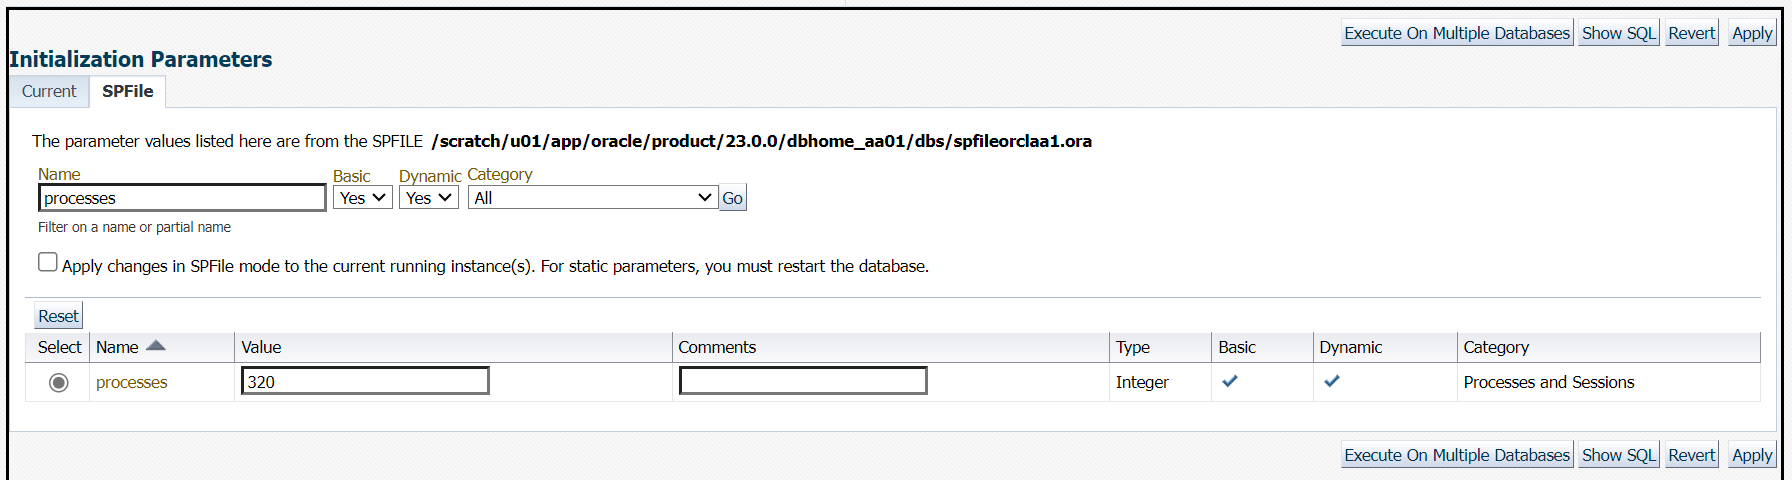 Execute On Multiple Databases Show SQL Revert Apply
Initialization Parameters
Current SPFile
The parameter values listed here are from the SPFILE /scratch/u01/app/oracle/product/23.0.0/dbhome_aa01/dbs/spfileorclaa1.ora
Name Basic Dynamic Category
processes Yes Yes All Go
Filter on a name or partial name
Apply changes in SPFile mode to the current running instance(s). For static parameters, you must restart the database.
Reset
Select Name Value Comments Type Basic Dynamic Category
processes 320 Integer Processes and Sessions
Execute On Multiple Databases Show SQL Revert Apply